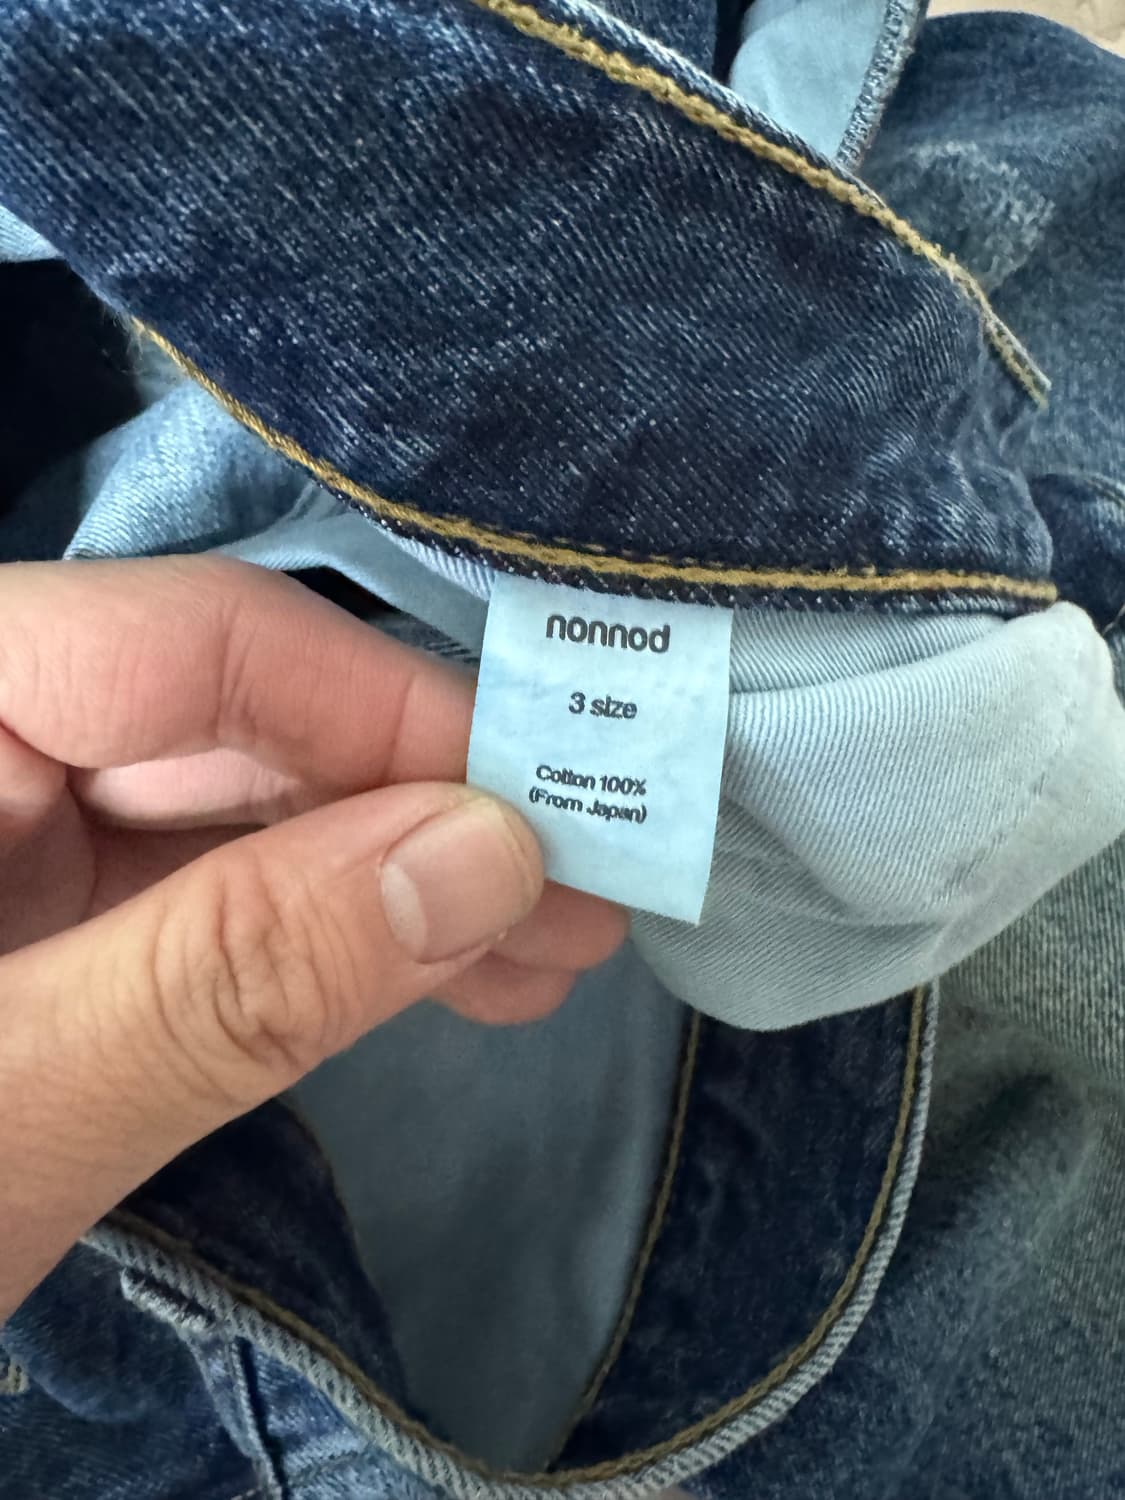 nonnod
3 size
Cotton 100%
(From Japan)